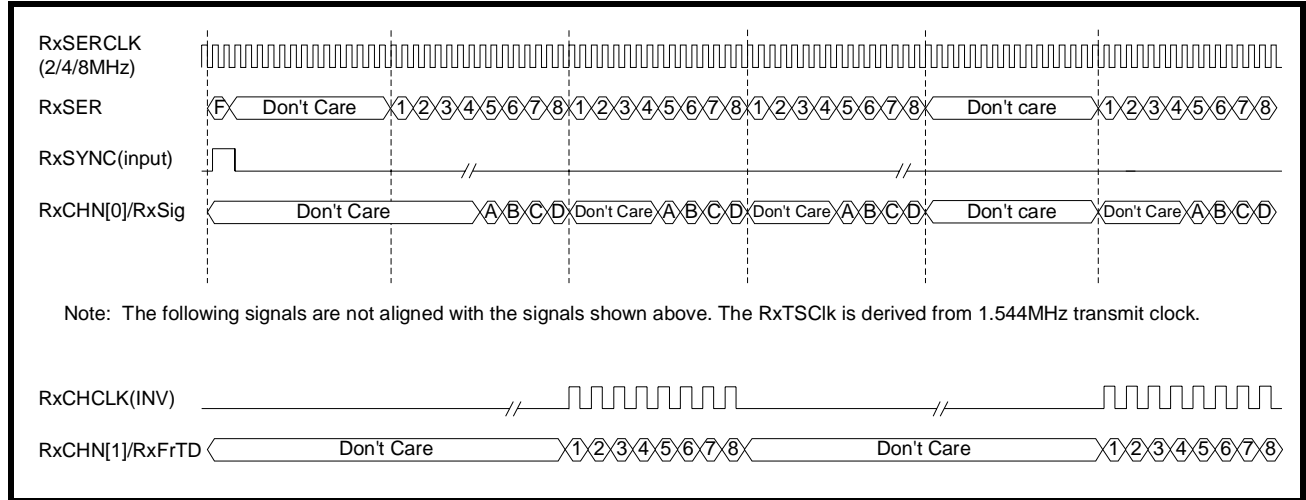 RxSERCLK
(2/4/8MHz)
RxSER F Don't Care 1 2 3 4 5 6 7 8 1 2 3 4 5 6 7 8 1 2 3 4 5 6 7 8 Don't care 1 2 3 4 5 6 7 8
RxSYNC(input)
RxCHN[0]/RxSig Don't Care A B C D Don't Care A B C D Don't Care A B C D Don't care Don't Care A B C D
Note: The following signals are not aligned with the signals shown above. The RxTSClk is derived from 1.544MHz transmit clock.
RxCHCLK(INV)
RxCHN[1]/RxFrTD Don't Care 1 2 3 4 5 6 7 8 Don't Care 1 2 3 4 5 6 7 8